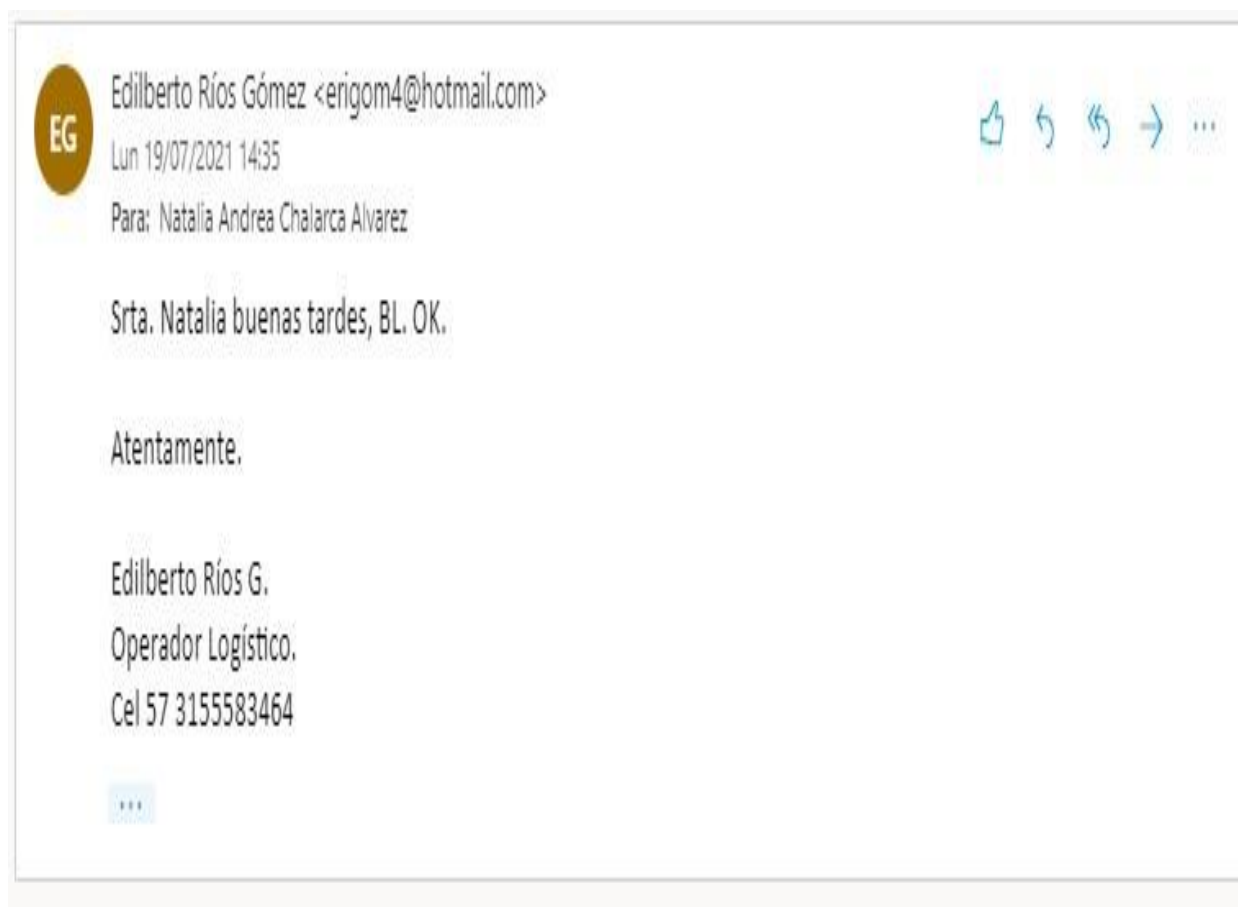 EG
Edilberto Ríos Gómez <erigom4@hotmail.com>
Lun 19/07/2021 14:35
Para: Natalia Andrea Chalarca Alvarez
Srta. Natalia buenas tardes, BL. OK.
Atentamente.
Edilberto Ríos G.
Operador Logístico.
Cel 57 3155583464
...